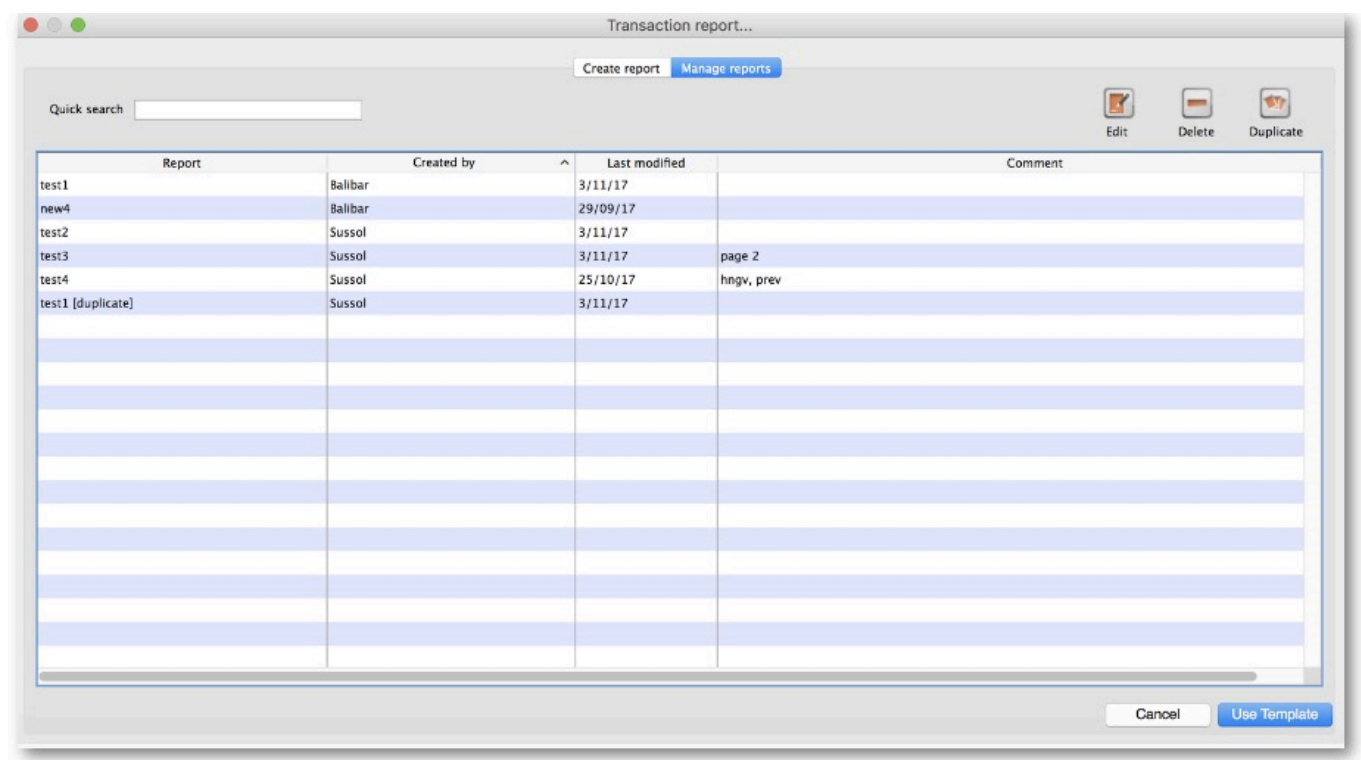 Transaction report...
Create report Manage reports
Quick search
Edit Delete Duplicate
Report Created by Last modified Comment
test1 Balibar 3/11/17
new4 Balibar 29/09/17
test2 Sussol 3/11/17
test3 Sussol 3/11/17 page 2
test4 Sussol 25/10/17 hngv, prev
test1 [duplicate] Sussol 3/11/17
Cancel Use Template